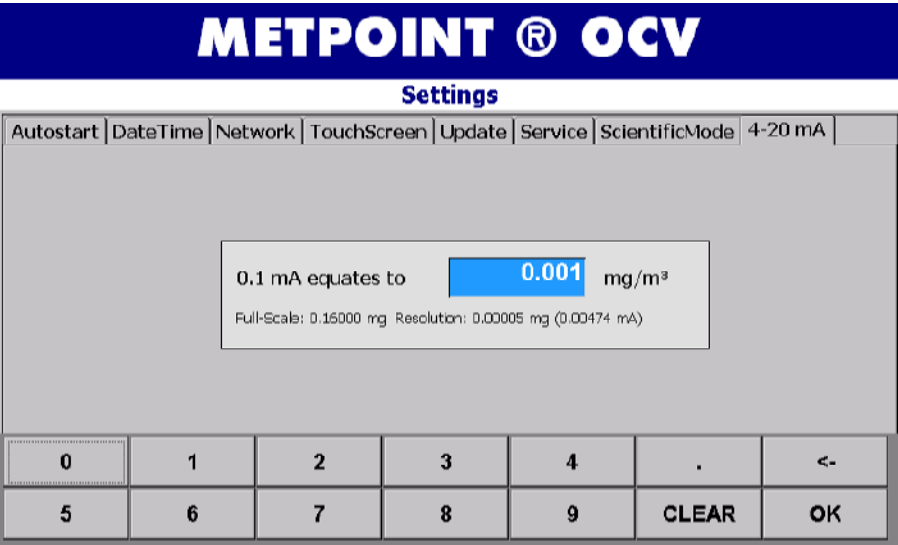 METPOINT ® OCV
Settings
Autostart DateTime Network TouchScreen Update Service ScientificMode 4-20 mA
0.1 mA equates to 0.001 mg/m³
Full-Scale: 0.16000 mg Resolution: 0.00005 mg (0.00474 mA)
0 1 2 3 4 . <-
5 6 7 8 9 CLEAR OK